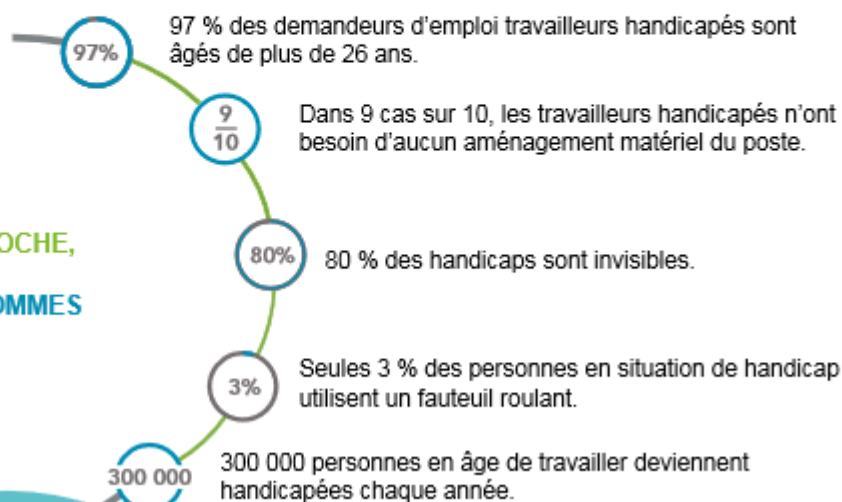 97%
97 % des demandeurs d'emploi travailleurs handicapés sont
âgés de plus de 26 ans.
9
10
Dans 9 cas sur 10, les travailleurs handicapés n'ont
besoin d'aucun aménagement matériel du poste.
OCHE,
OMMES
80%
80 % des handicaps sont invisibles.
3%
Seules 3 % des personnes en situation de handicap
utilisent un fauteuil roulant.
300 000
300 000 personnes en âge de travailler deviennent
handicapées chaque année.